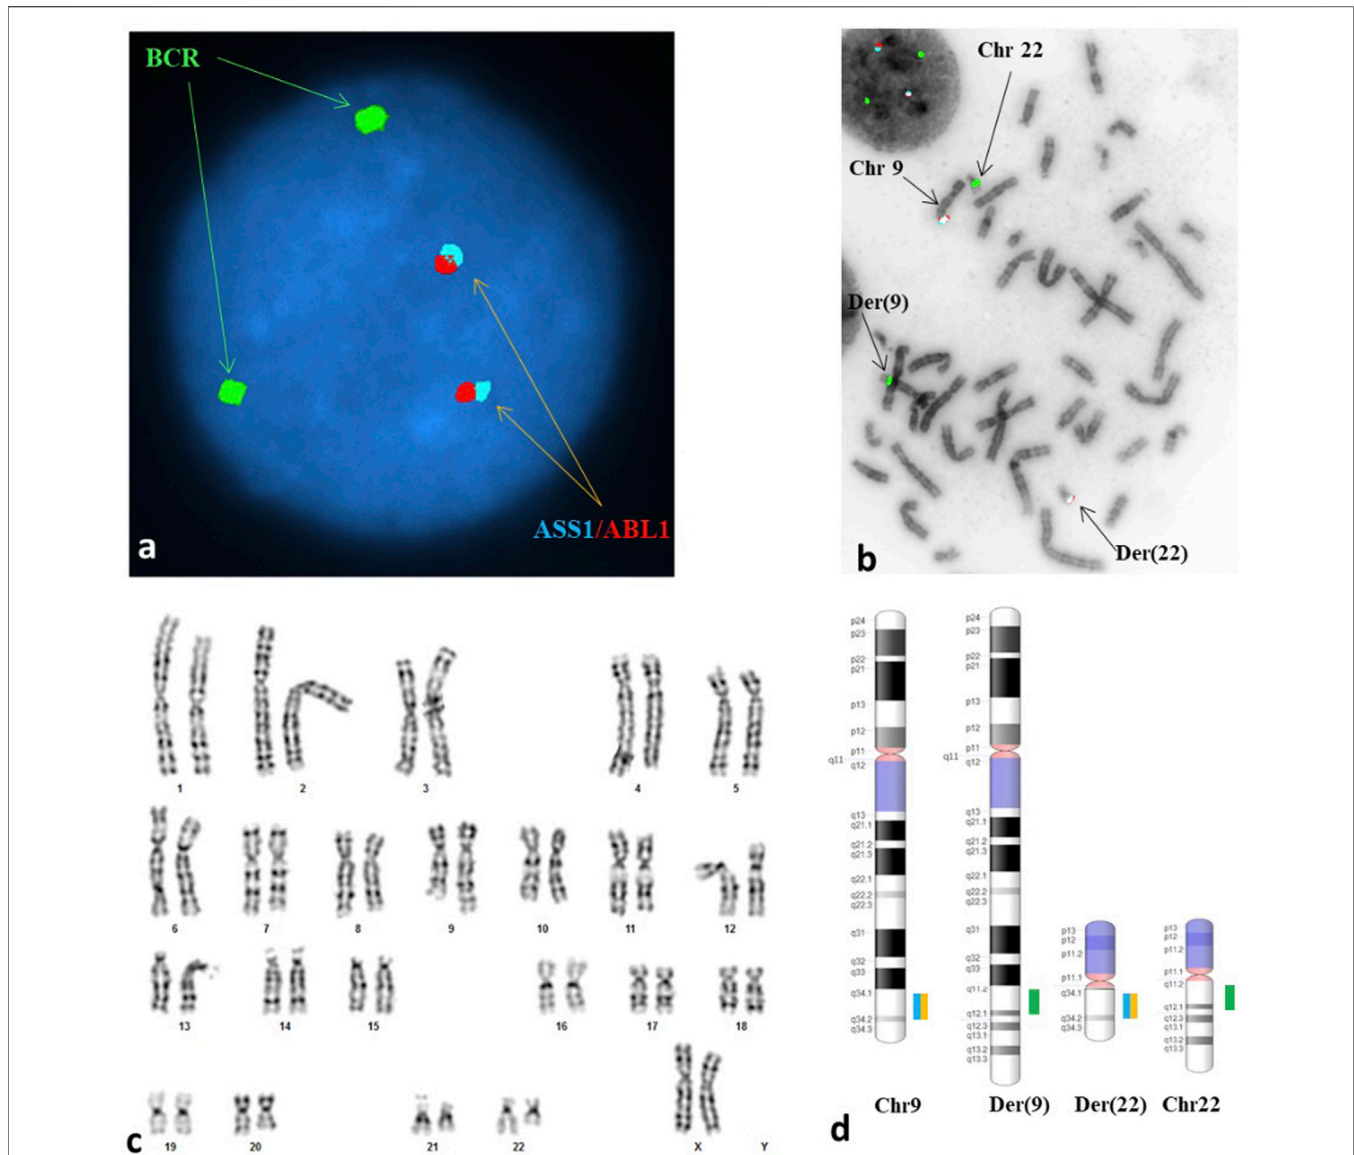 BCR
ASS1/ABL1
a
Chr 22
Chr 9
Der(9)
Der(22)
b
1 2 3 4 5
6 7 8 9 10 11 12
13 14 15 16 17 18
19 20 21 22 X Y
c
p24
p23
p22
p21
p13
p12
p11
q11
q12
q13
q21.1
q21.2
q21.3
q22.1
q22.2
q22.3
q31
q32
q33
q34.1
q34.2
q34.3
Chr9
p24
p23
p22
p21
p13
p12
p11
q11
q12
q13
q21.1
q21.2
q21.3
q22.1
q22.2
q22.3
q31
q32
q33
q11.2
q12.1
q12.3
q13.1
q13.2
q13.3
Der(9)
p13
p12
p11.2
p11.1
q34.1
q34.2
q34.3
Der(22)
p13
p12
p11.2
p11.1
q11.2
q12.1
q12.3
q13.1
q13.2
q13.3
Chr22
d